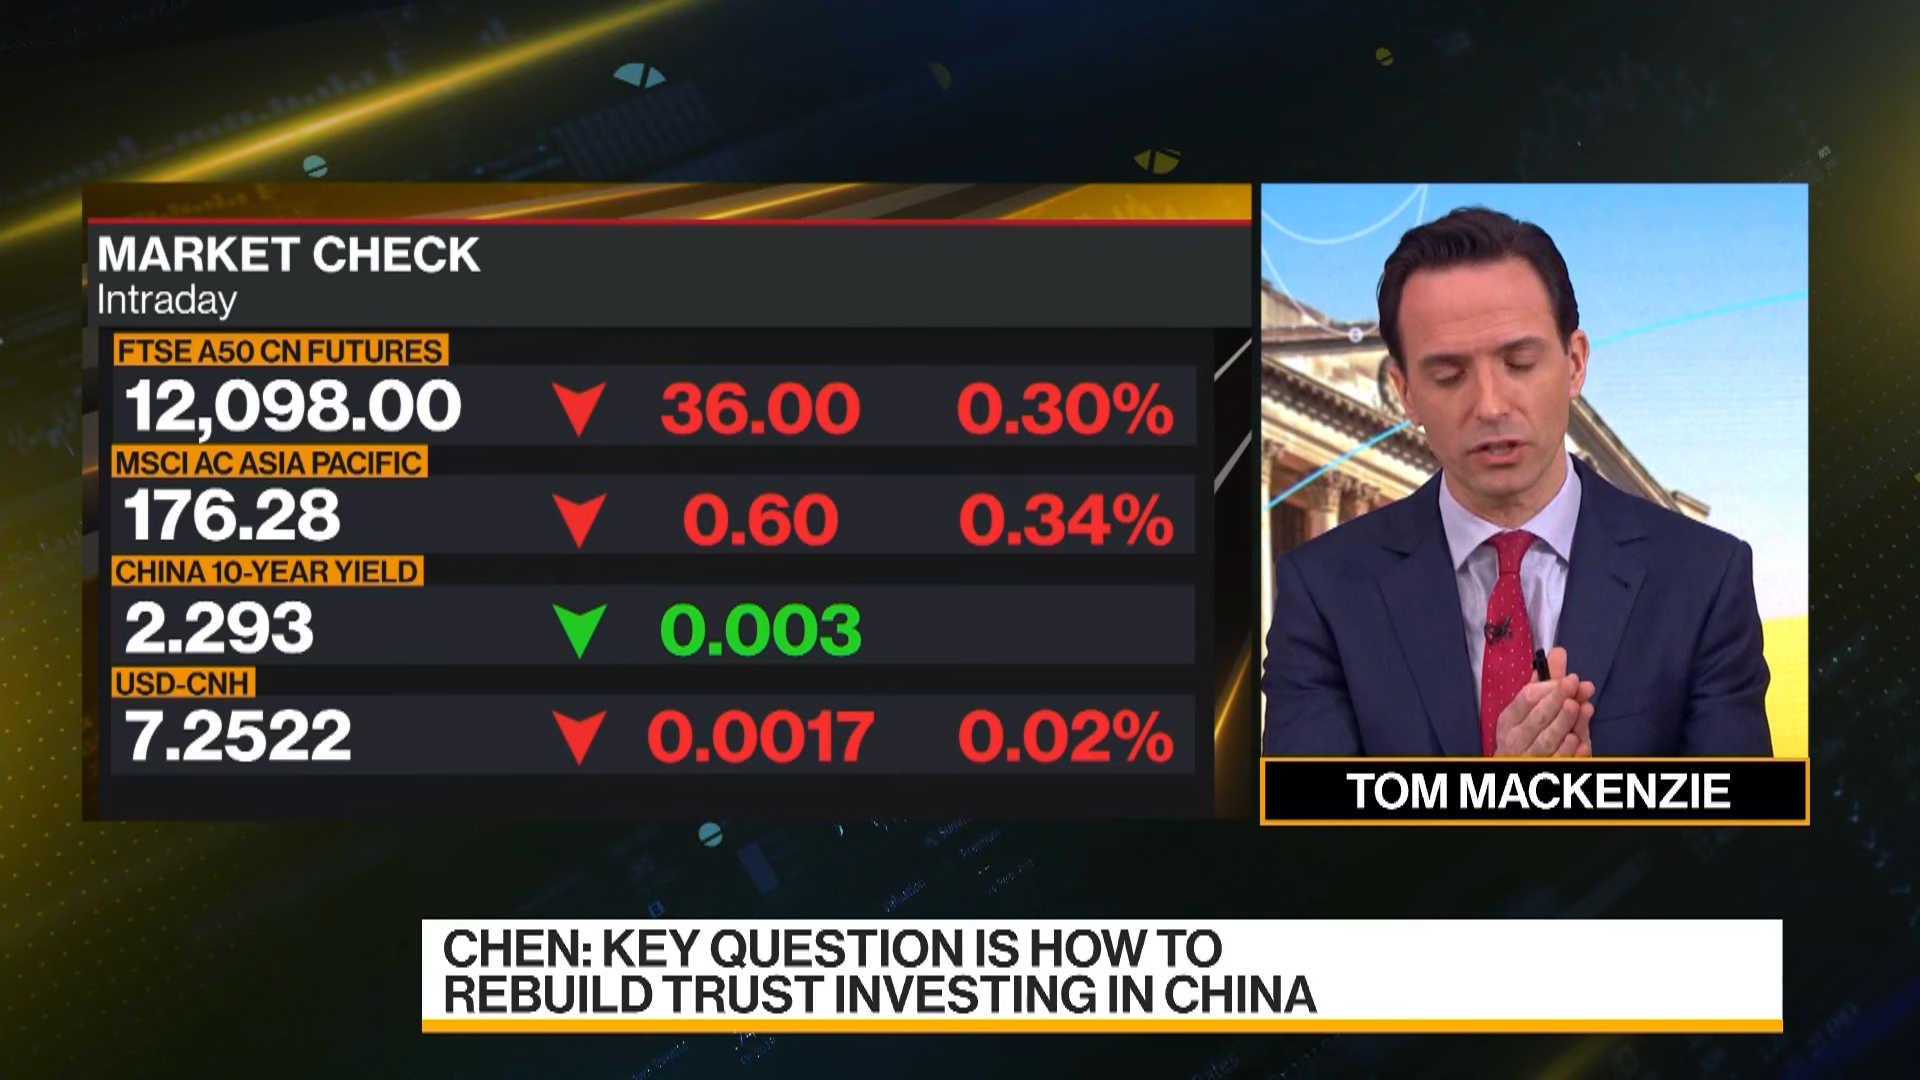 MARKET CHECK
Intraday
FTSE A50 CN FUTURES
12,098.00 36.00 0.30%
MSCI AC ASIA PACIFIC
176.28 0.60 0.34%
CHINA 10-YEAR YIELD
2.293 0.003
USD-CNH
7.2522 0.0017 0.02%
TOM MACKENZIE
CHEN: KEY QUESTION IS HOW TO
REBUILD TRUST INVESTING IN CHINA